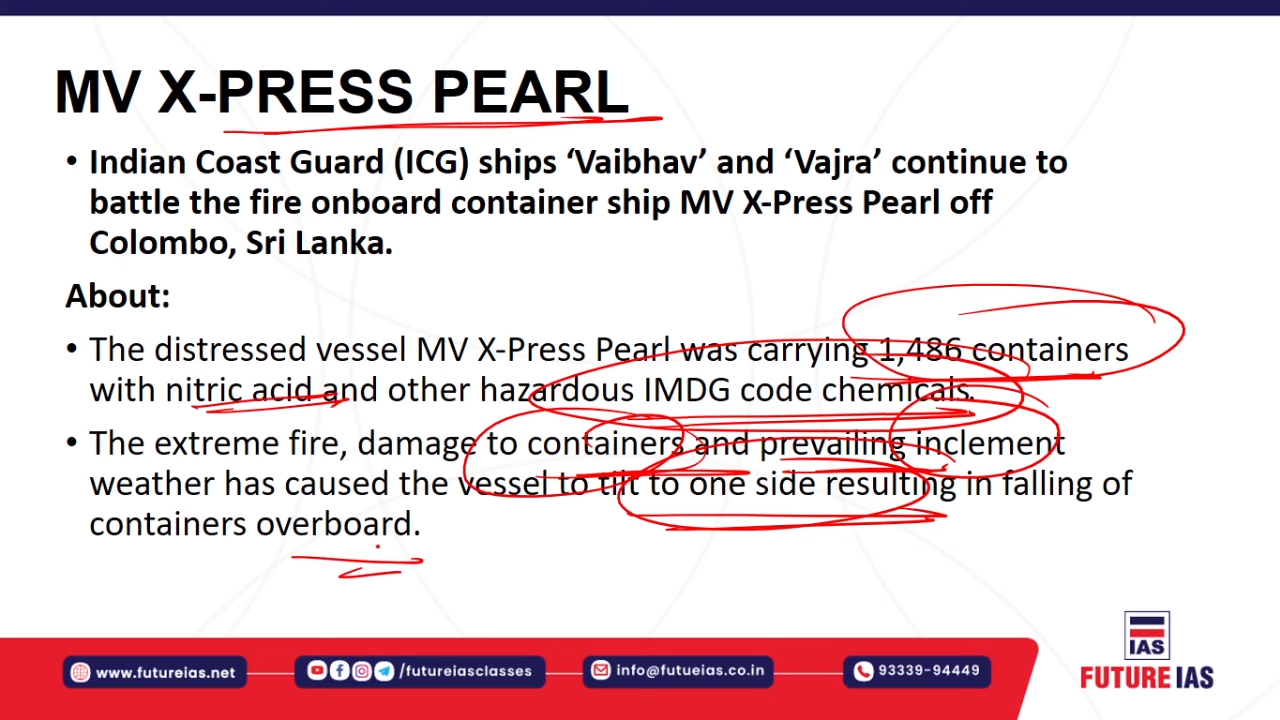 MV X-PRESS PEARL
• Indian Coast Guard (ICG) ships ‘Vaibhav’ and ‘Vajra’ continue to
battle the fire onboard container ship MV X-Press Pearl off
Colombo, Sri Lanka.
About:
• The distressed vessel MV X-Press Pearl was carrying 1,486 containers
with nitric acid and other hazardous IMDG code chemicals.
• The extreme fire, damage to containers and prevailing inclement
weather has caused the vessel to tilt to one side resulting in falling of
containers overboard.
IAS
FUTURE IAS
www.futureias.net
/futureiasclasses
info@futueias.co.in
93339-94449